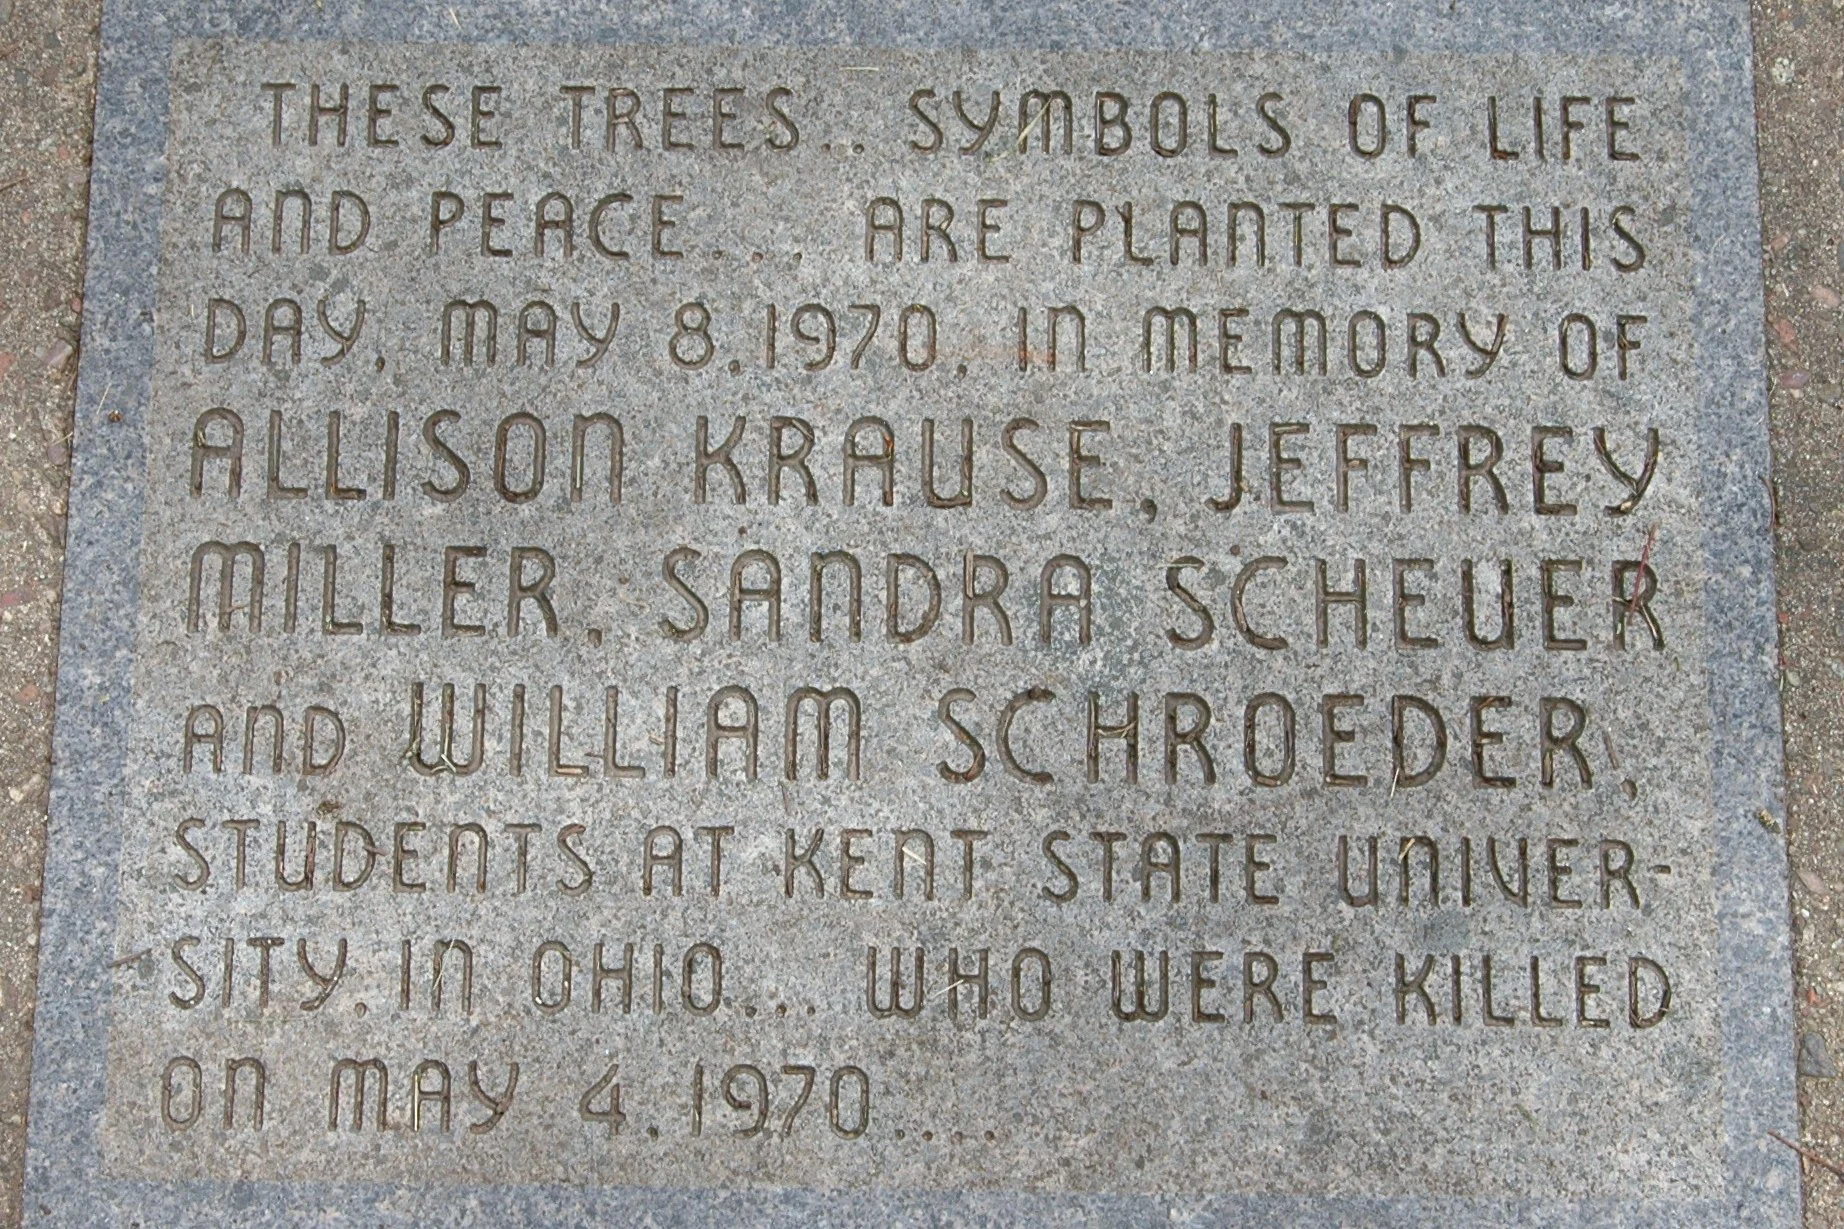 THESE TREES.. SYMBOLS OF LIFE
AND PEACE.... ARE PLANTED THIS
DAY, MAY 8, 1970, IN MEMORY OF
ALLISON KRAUSE, JEFFREY
MILLER, SANDRA SCHEUER
AND WILLIAM SCHROEDER,
STUDENTS AT KENT STATE UNIVER-
SITY, IN OHIO.... WHO WERE KILLED
ON MAY 4, 1970....